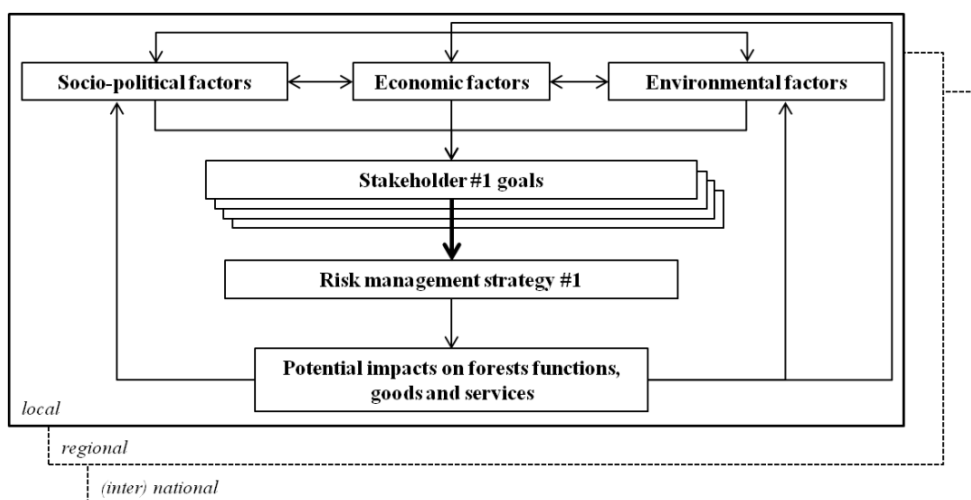 Socio-political factors
Economic factors
Environmental factors
Stakeholder #1 goals
Risk management strategy #1
Potential impacts on forests functions,
goods and services
local
regional
(inter) national